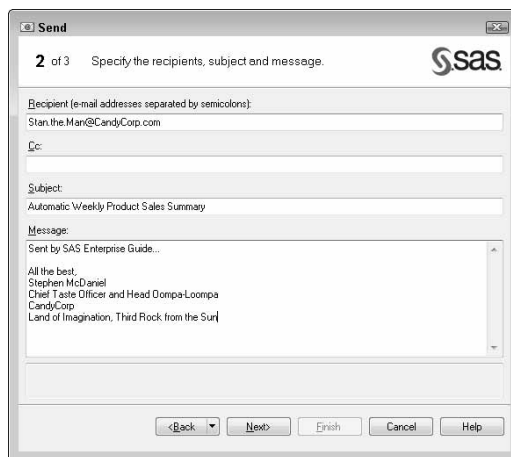 Send
2 of 3 Specify the recipients, subject and message.
sas
Recipient (e-mail addresses separated by semicolons):
Stan.the.Man@CandyCorp.com
Cc:
Subject:
Automatic Weekly Product Sales Summary
Message:
Sent by SAS Enterprise Guide...
All the best,
Stephen McDaniel
Chief Taste Officer and Head Oompa-Loompa
CandyCorp
Land of Imagination, Third Rock from the Sun
<Back Next> Finish Cancel Help